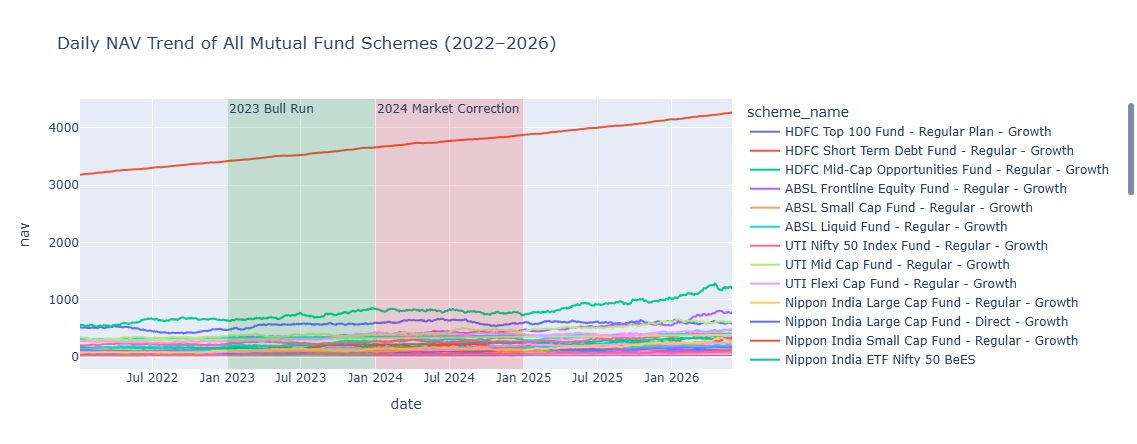 Daily NAV Trend of All Mutual Fund Schemes (2022–2026)
2023 Bull Run
2024 Market Correction
scheme_name
HDFC Top 100 Fund - Regular Plan - Growth
HDFC Short Term Debt Fund - Regular - Growth
HDFC Mid-Cap Opportunities Fund - Regular - Growth
ABSL Frontline Equity Fund - Regular - Growth
ABSL Small Cap Fund - Regular - Growth
ABSL Liquid Fund - Regular - Growth
UTI Nifty 50 Index Fund - Regular - Growth
UTI Mid Cap Fund - Regular - Growth
UTI Flexi Cap Fund - Regular - Growth
Nippon India Large Cap Fund - Regular - Growth
Nippon India Large Cap Fund - Direct - Growth
Nippon India Small Cap Fund - Regular - Growth
Nippon India ETF Nifty 50 BeES
4000
3000
2000
1000
0
nav
Jul 2022
Jan 2023
Jul 2023
Jan 2024
Jul 2024
Jan 2025
Jul 2025
Jan 2026
date